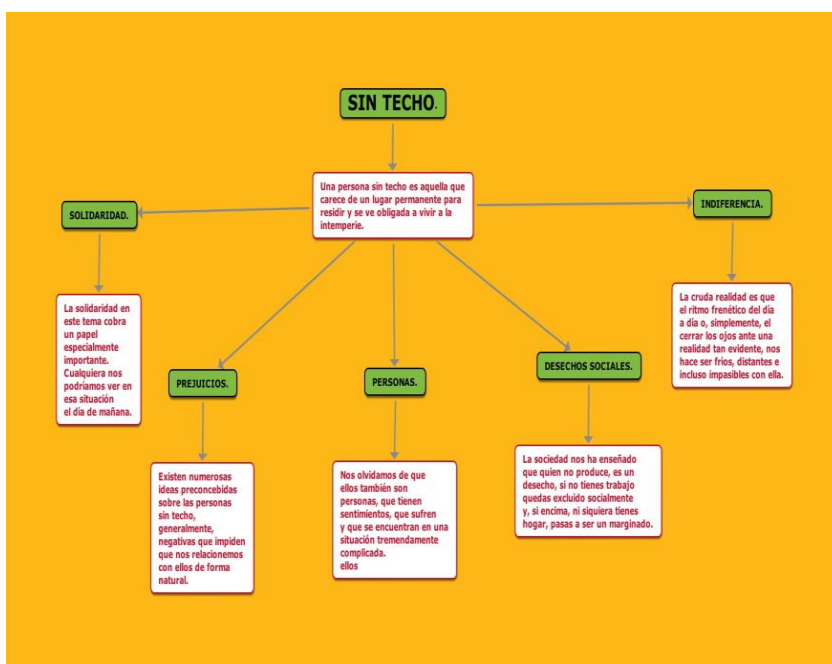 SIN TECHO.
Una persona sin techo es aquella que
carece de un lugar permanente para
residir y se ve obligada a vivir a la
intemperie.
SOLIDARIDAD.
La solidaridad en
este tema cobra
un papel
especialmente
importante.
Cualquiera nos
podriamos ver en
esa situación
el día de mañana.
PREJUICIOS.
Existen numerosas
ideas preconcebidas
sobre las personas
sin techo,
generalmente,
negativas que impiden
que nos relacionemos
con ellos de forma
natural.
PERSONAS.
Nos olvidamos de que
ellos también son
personas, que tienen
sentimientos, que sufren
y que se encuentran en una
situación tremendamente
complicada.
ellos
DESECHOS SOCIALES.
La sociedad nos ha enseñado
que quien no produce, es un
desecho, si no tienes trabajo
quedas excluido socialmente
y, si encima, ni siquiera tienes
hogar, pasas a ser un marginado.
INDIFERENCIA.
La cruda realidad es que
el ritmo frenético del día
a día o, simplemente, el
cerrar los ojos ante una
realidad tan evidente, nos
hace ser fríos, distantes e
incluso impasibles con ella.